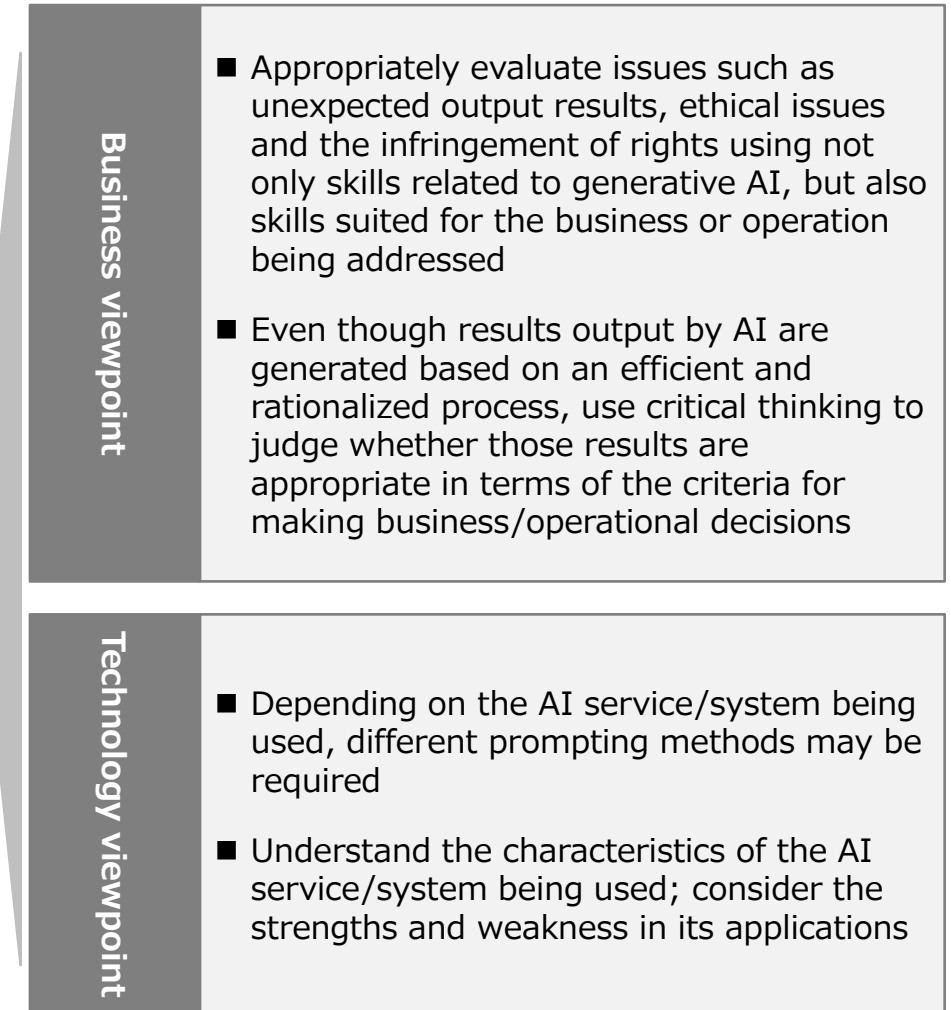 Business viewpoint
■ Appropriately evaluate issues such as
unexpected output results, ethical issues
and the infringement of rights using not
only skills related to generative AI, but also
skills suited for the business or operation
being addressed
■ Even though results output by AI are
generated based on an efficient and
rationalized process, use critical thinking to
judge whether those results are
appropriate in terms of the criteria for
making business/operational decisions
Technology viewpoint
■ Depending on the AI service/system being
used, different prompting methods may be
required
■ Understand the characteristics of the AI
service/system being used; consider the
strengths and weakness in its applications